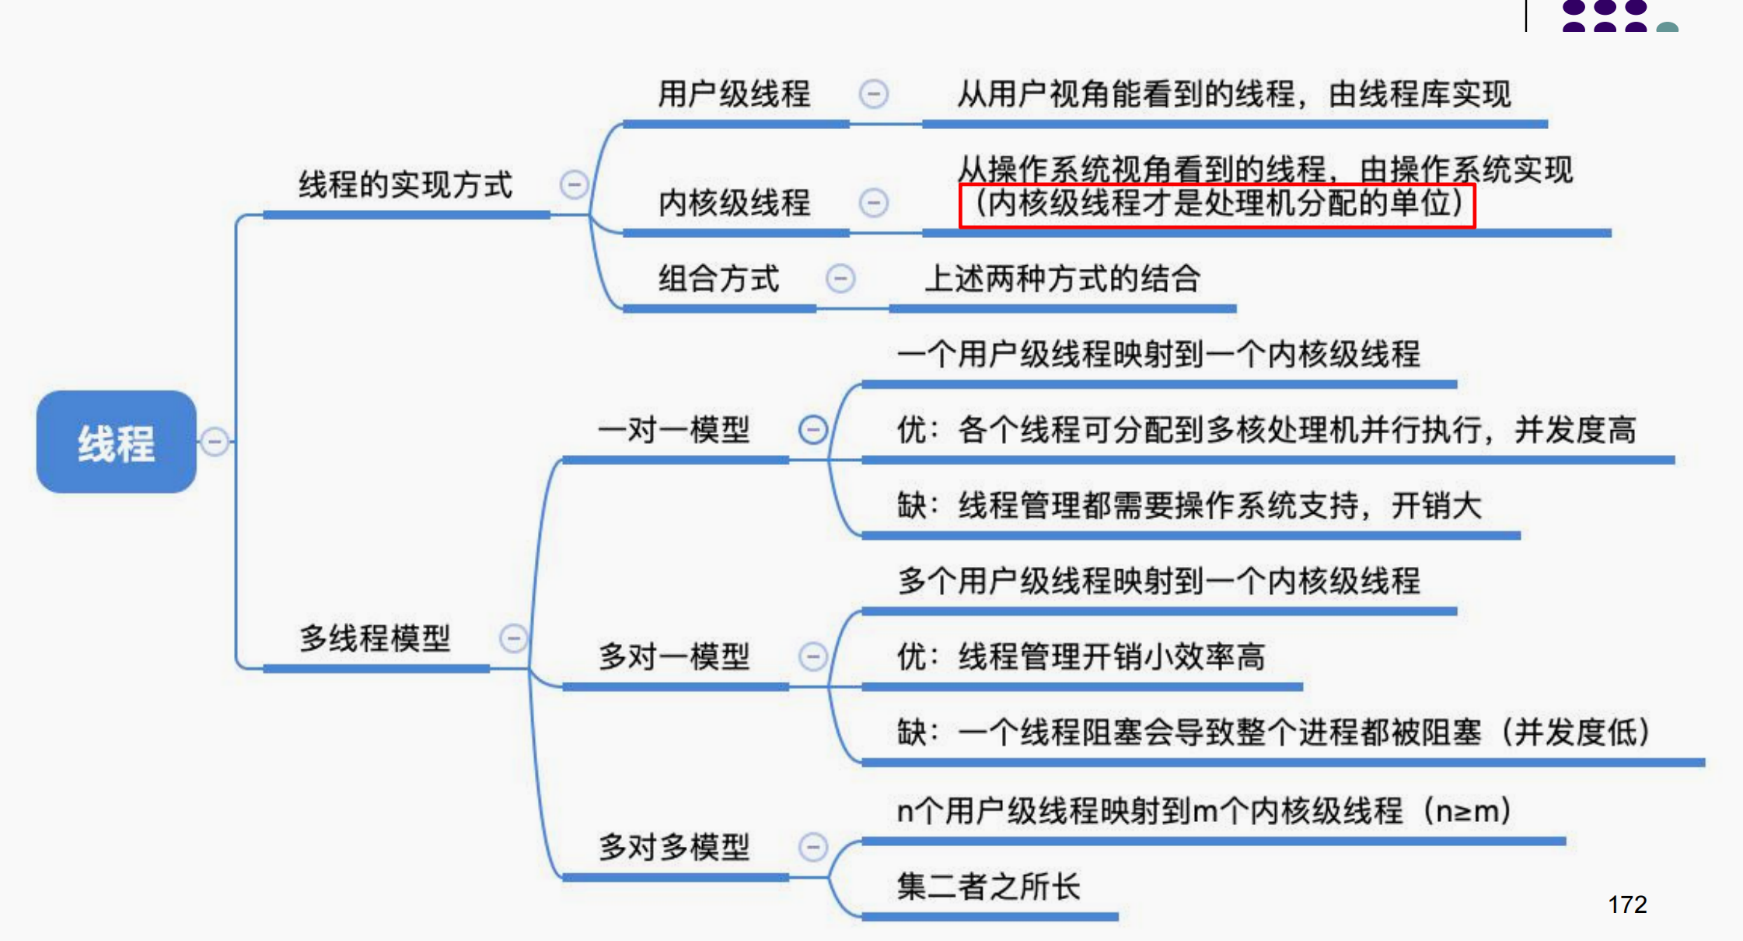 线程
线程的实现方式
用户级线程
从用户视角能看到的线程，由线程库实现
内核级线程
从操作系统视角看到的线程，由操作系统实现
（内核级线程才是处理机分配的单位）
组合方式
上述两种方式的结合
多线程模型
一对一模型
一个用户级线程映射到一个内核级线程
优：各个线程可分配到多核处理机并行执行，并发度高
缺：线程管理都需要操作系统支持，开销大
多对一模型
多个用户级线程映射到一个内核级线程
优：线程管理开销小效率高
缺：一个线程阻塞会导致整个进程都被阻塞（并发度低）
多对多模型
n个用户级线程映射到m个内核级线程（n≥m）
集二者之所长
172